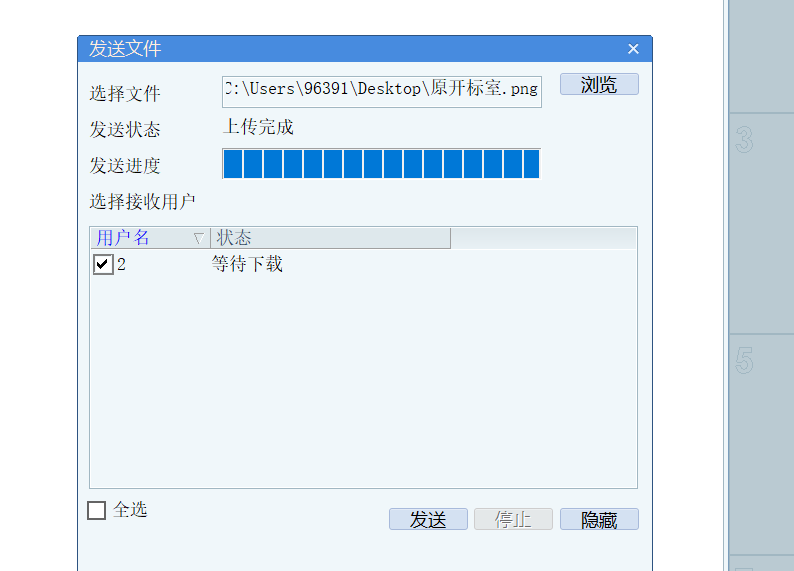 发送文件
选择文件 C:\Users\96391\Desktop\原开标室.png 浏览
发送状态 上传完成
发送进度
选择接收用户
用户名 状态
2 等待下载
全选 发送 停止 隐藏
3
5